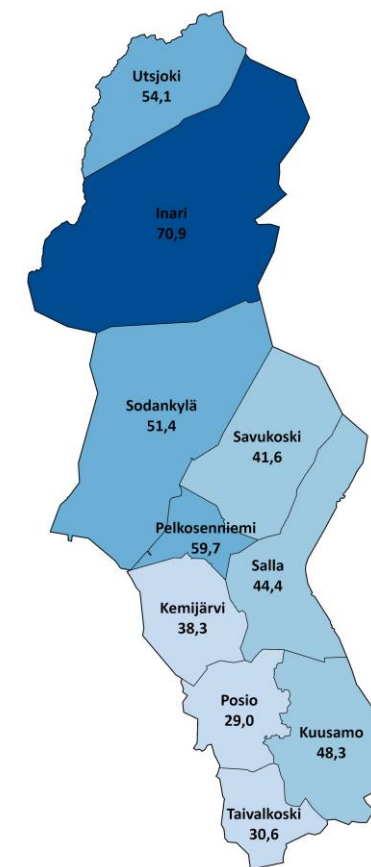 Utsjoki
54,1
Inari
70,9
Sodankylä
51,4
Savukoski
41,6
Pelkosenniemi
59,7
Salla
44,4
Kemijärvi
38,3
Posio
29,0
Kuusamo
48,3
Taivalkoski
30,6